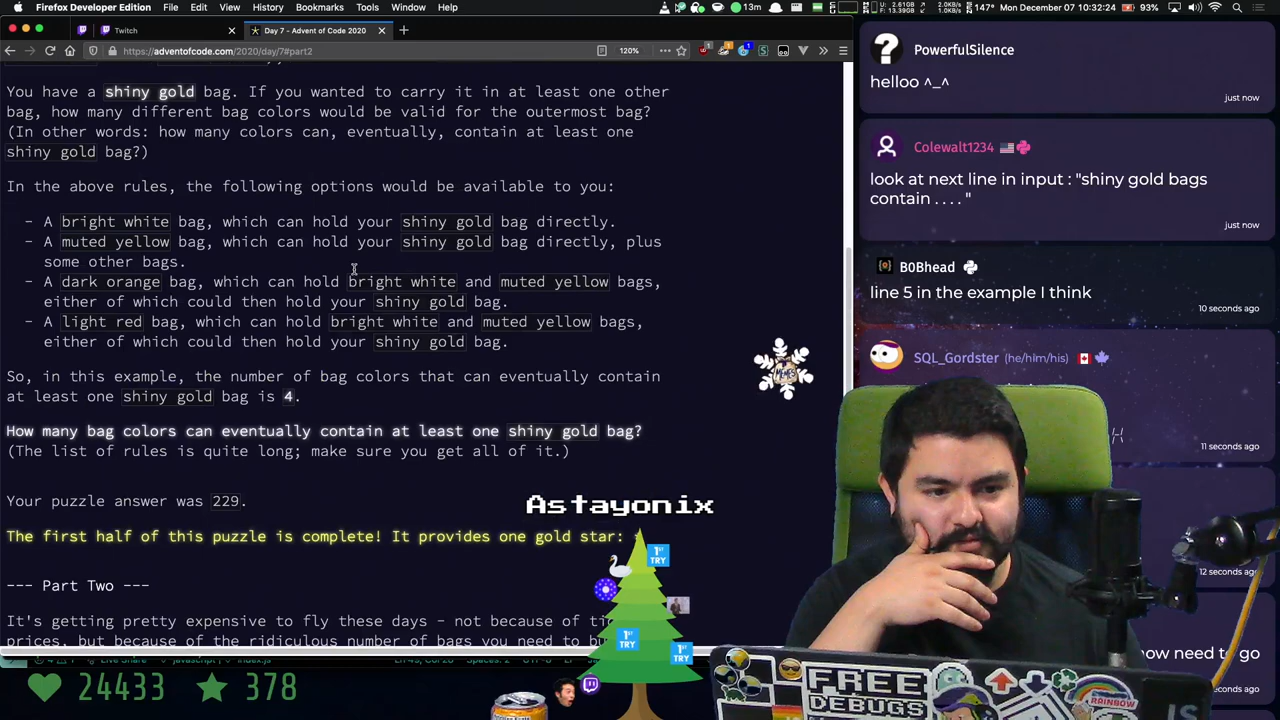 Firefox Developer Edition File Edit View History Bookmarks Tools Window Help
13m
147° Mon December 07 10:32:24 93%
Twitch
Day 7 - Advent of Code 2020
https://adventofcode.com/2020/day/7#part2
120%
You have a shiny gold bag. If you wanted to carry it in at least one other
bag, how many different bag colors would be valid for the outermost bag?
(In other words: how many colors can, eventually, contain at least one
shiny gold bag?)
In the above rules, the following options would be available to you:
- A bright white bag, which can hold your shiny gold bag directly.
- A muted yellow bag, which can hold your shiny gold bag directly, plus
some other bags.
- A dark orange bag, which can hold bright white and muted yellow bags,
either of which could then hold your shiny gold bag.
- A light red bag, which can hold bright white and muted yellow bags,
either of which could then hold your shiny gold bag.
So, in this example, the number of bag colors that can eventually contain
at least one shiny gold bag is 4.
How many bag colors can eventually contain at least one shiny gold bag?
(The list of rules is quite long; make sure you get all of it.)
Your puzzle answer was 229.
The first half of this puzzle is complete! It provides one gold star:
--- Part Two ---
It's getting pretty expensive to fly these days - not because of
prices, but because of the ridiculous number of bags you need to
Astayonix
1ST
TRY
1ST
TRY
1ST
TRY
24433 378
PowerfulSilence
helloo ^_^
just now
Colewalt1234
look at next line in input : "shiny gold bags
contain . . . . "
just now
B0Bhead
line 5 in the example I think
10 seconds ago
SQL_Gordster (he/him/his)
11 seconds ago
12 seconds ago
now need to go
seconds ago
FREE
DEBUGS
RAINBOW
JS